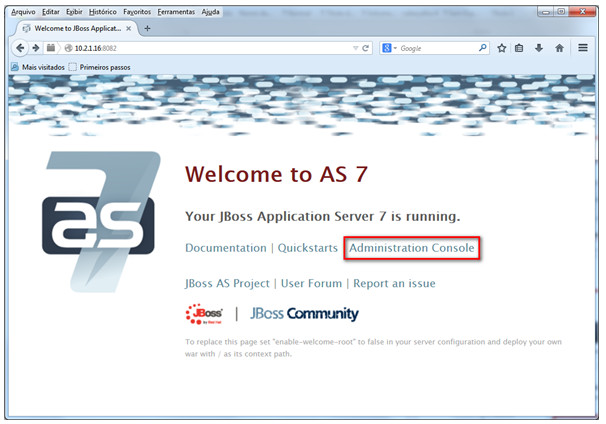 Arquivo Editar Exibir Histórico Favoritos Ferramentas Ajuda
Welcome to JBoss Applicat...
10.2.1.16:8082
Google
Mais visitados Primeiros passos
7
as
Welcome to AS 7
Your JBoss Application Server 7 is running.
Documentation | Quickstarts | Administration Console
JBoss AS Project | User Forum | Report an issue
JBoss by Red Hat | JBoss Community
To replace this page set "enable-welcome-root" to false in your server configuration and deploy your own
war with / as its context path.